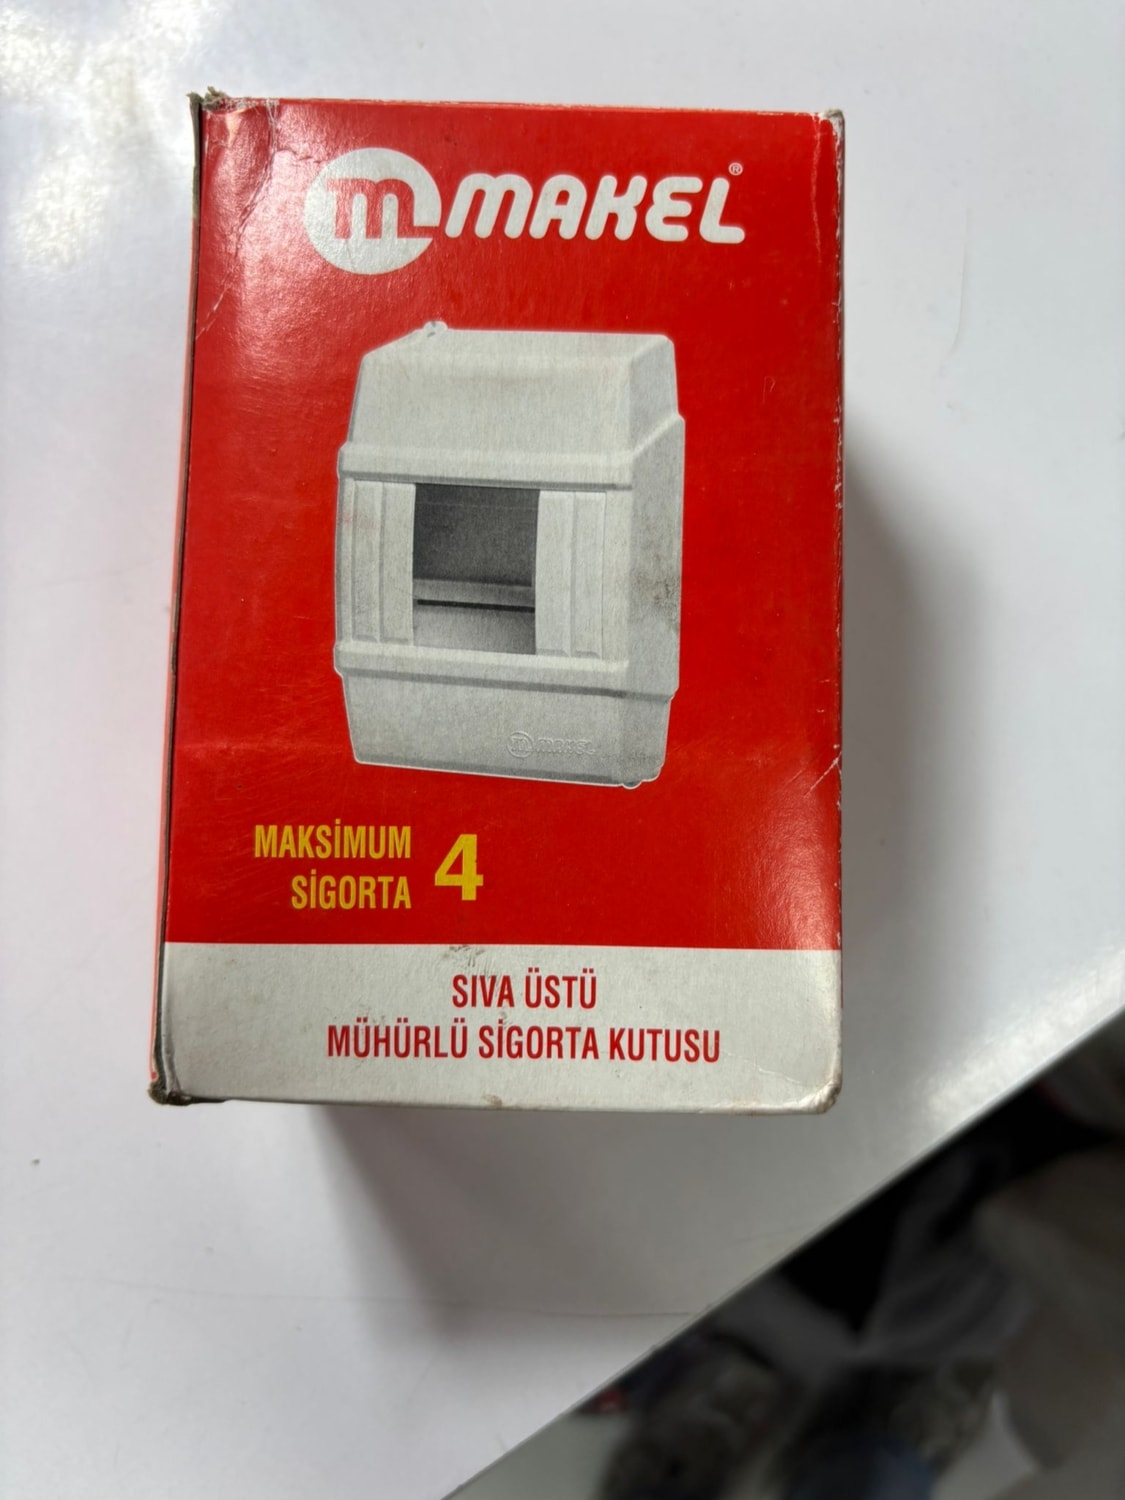 m MAKEL®
m MAKEL
MAKSİMUM
SİGORTA 4
SIVA ÜSTÜ
MÜHÜRLÜ SİGORTA KUTUSU